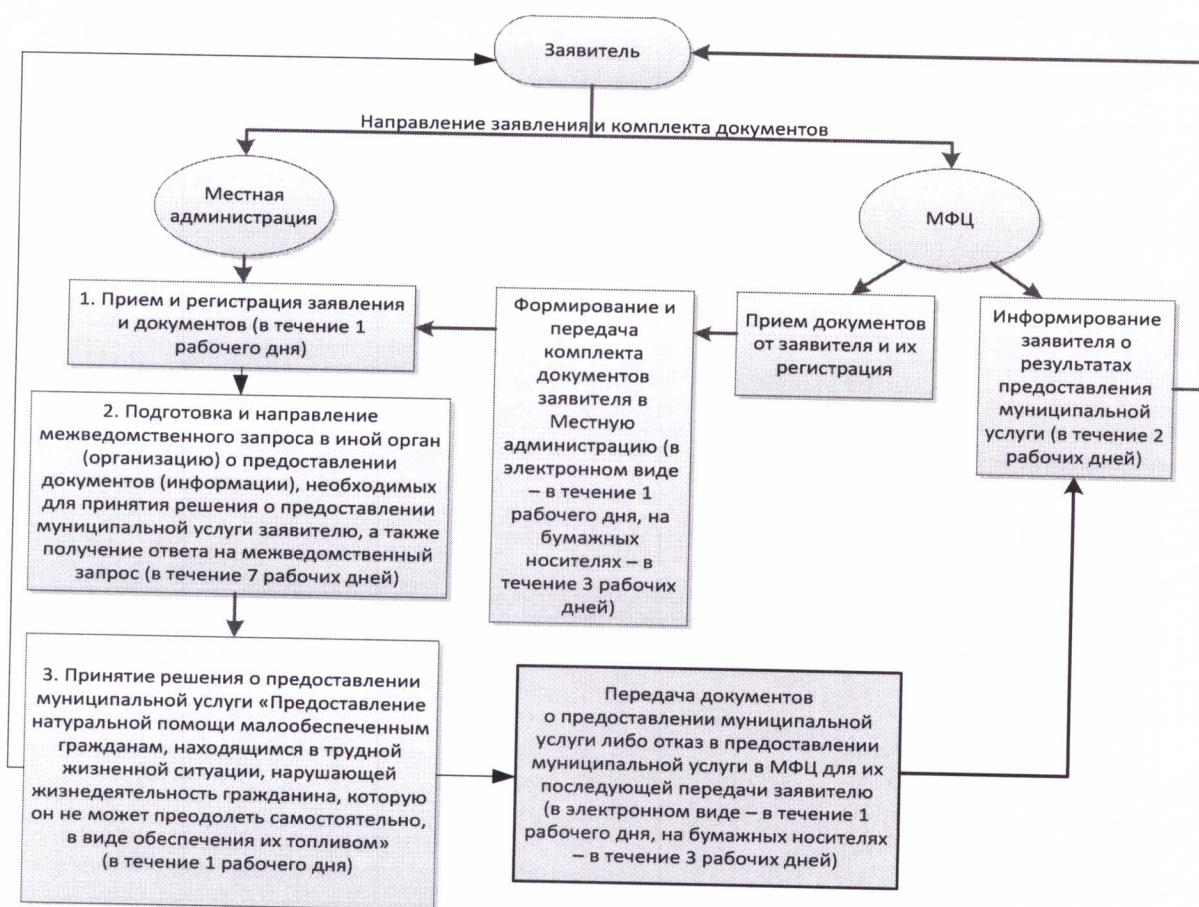 Заявитель
Направление заявления и комплекта документов
Местная
администрация
МФЦ
1. Прием и регистрация заявления
и документов (в течение 1
рабочего дня)
Формирование и
передача
комплекта
документов
заявителя в
Местную
администрацию (в
электронном виде
– в течение 1
рабочего дня, на
бумажных
носителях – в
течение 3 рабочих
дней)
Прием документов
от заявителя и их
регистрация
Информирование
заявителя о
результатах
предоставления
муниципальной
услуги (в течение 2
рабочих дней)
2. Подготовка и направление
межведомственного запроса в иной орган
(организацию) о предоставлении
документов (информации), необходимых
для принятия решения о предоставлении
муниципальной услуги заявителю, а также
получение ответа на межведомственный
запрос (в течение 7 рабочих дней)
3. Принятие решения о предоставлении
муниципальной услуги «Предоставление
натуральной помощи малообеспеченным
гражданам, находящимся в трудной
жизненной ситуации, нарушающей
жизнедеятельность гражданина, которую
он не может преодолеть самостоятельно,
в виде обеспечения их топливом»
(в течение 1 рабочего дня)
Передача документов
о предоставлении муниципальной
услуги либо отказ в предоставлении
муниципальной услуги в МФЦ для их
последующей передачи заявителю
(в электронном виде – в течение 1
рабочего дня, на бумажных носителях
– в течение 3 рабочих дней)